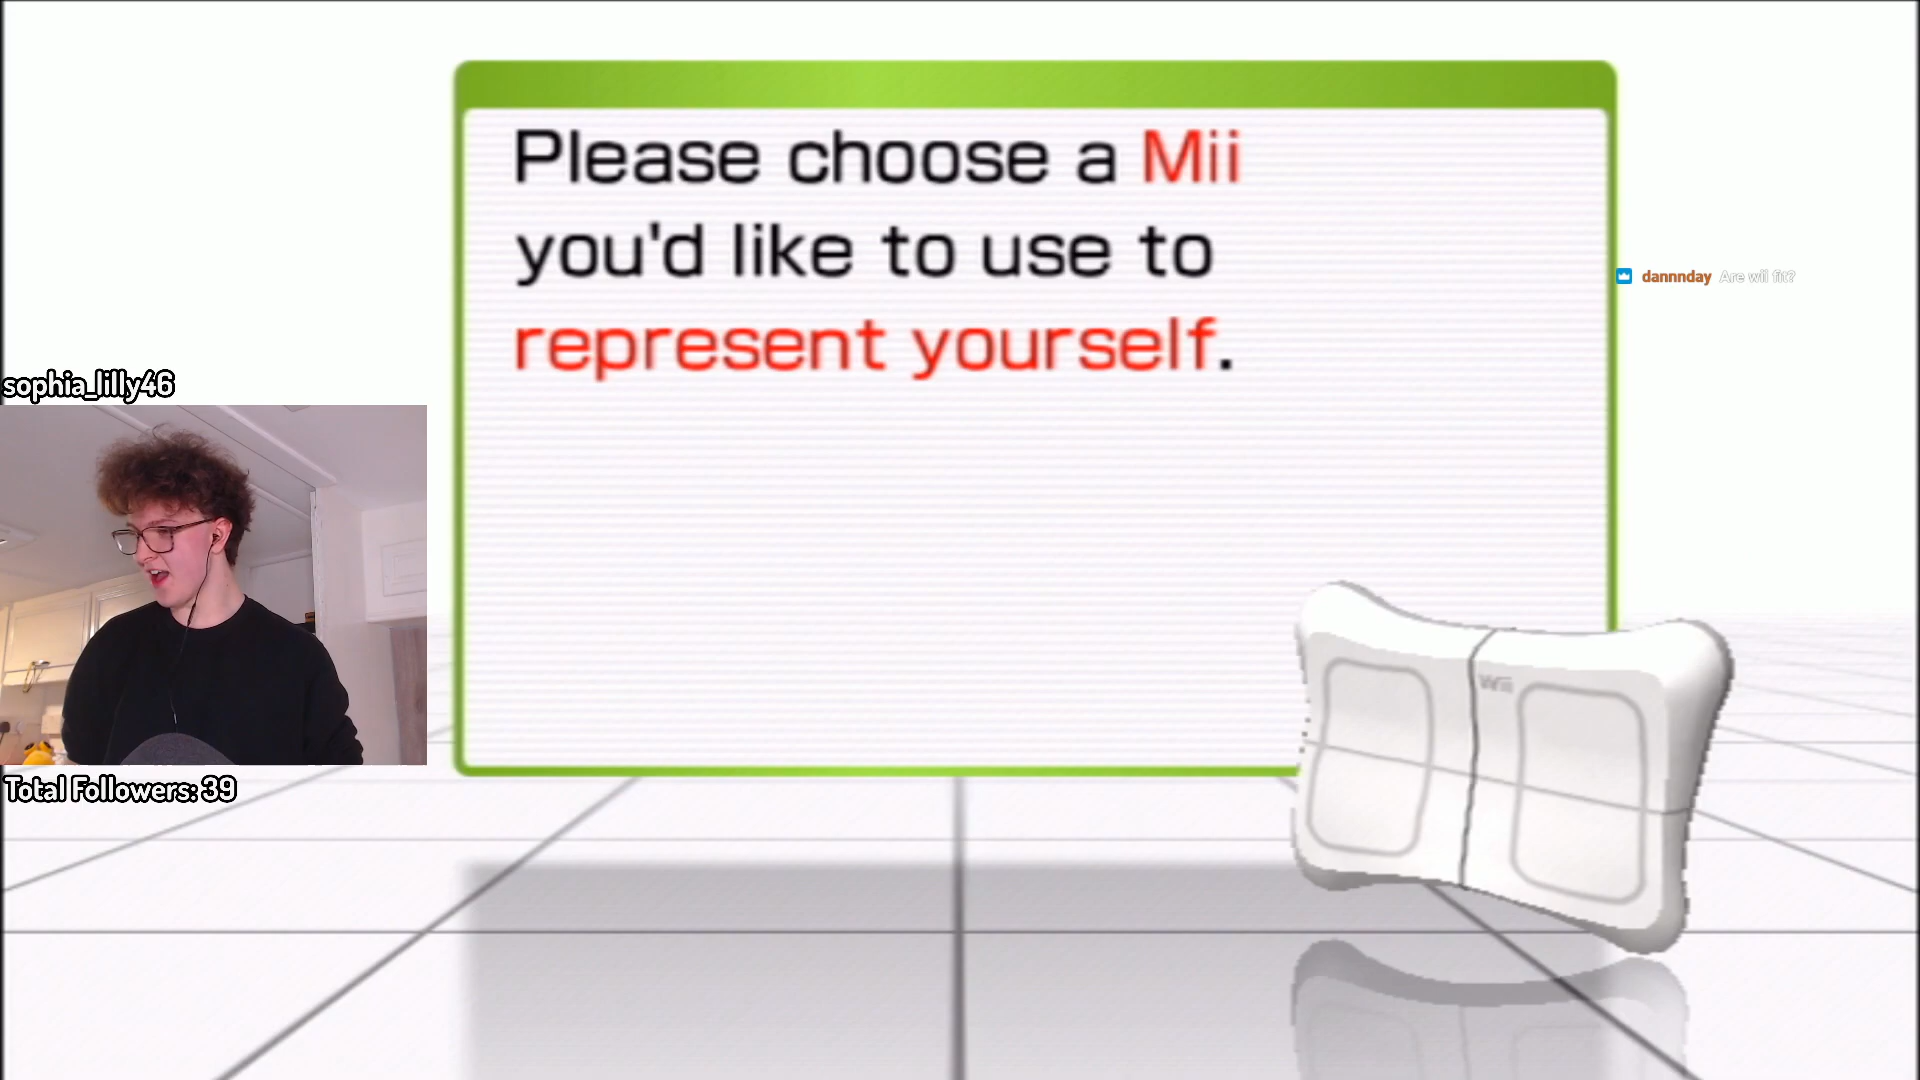 Please choose a Mii
you'd like to use to
represent yourself.
dannnday Are wii fit?
sophia_lilly46
Total Followers: 39
Wii